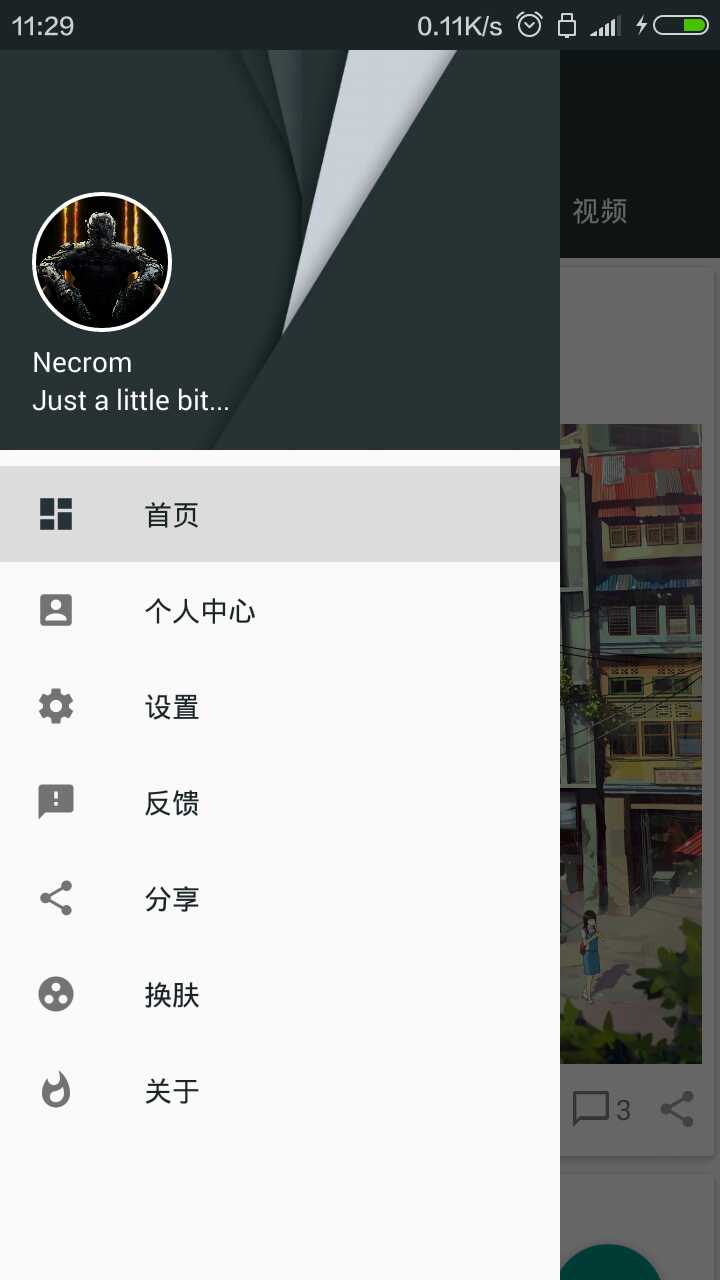 11:29 0.11K/s
视频
Necrom
Just a little bit...
首页
个人中心
设置
反馈
分享
换肤
关于
3